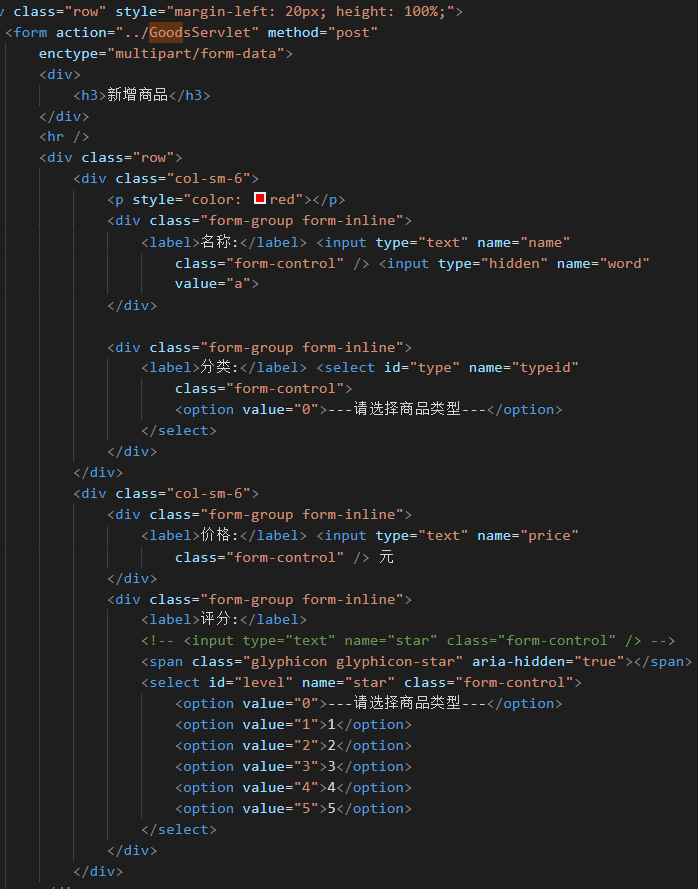 class="row" style="margin-left: 20px; height: 100%;">
<form action="../GoodsServlet" method="post"
enctype="multipart/form-data">
<div>
<h3>新增商品</h3>
</div>
<hr />
<div class="row">
<div class="col-sm-6">
<p style="color: red"></p>
<div class="form-group form-inline">
<label>名称:</label> <input type="text" name="name"
class="form-control" /> <input type="hidden" name="word"
value="a">
</div>
<div class="form-group form-inline">
<label>分类:</label> <select id="type" name="typeid"
class="form-control">
<option value="0">---请选择商品类型---</option>
</select>
</div>
</div>
<div class="col-sm-6">
<div class="form-group form-inline">
<label>价格:</label> <input type="text" name="price"
class="form-control" /> 元
</div>
<div class="form-group form-inline">
<label>评分:</label>
<!-- <input type="text" name="star" class="form-control" /> -->
<span class="glyphicon glyphicon-star" aria-hidden="true"></span>
<select id="level" name="star" class="form-control">
<option value="0">---请选择商品类型---</option>
<option value="1">1</option>
<option value="2">2</option>
<option value="3">3</option>
<option value="4">4</option>
<option value="5">5</option>
</select>
</div>
</div>